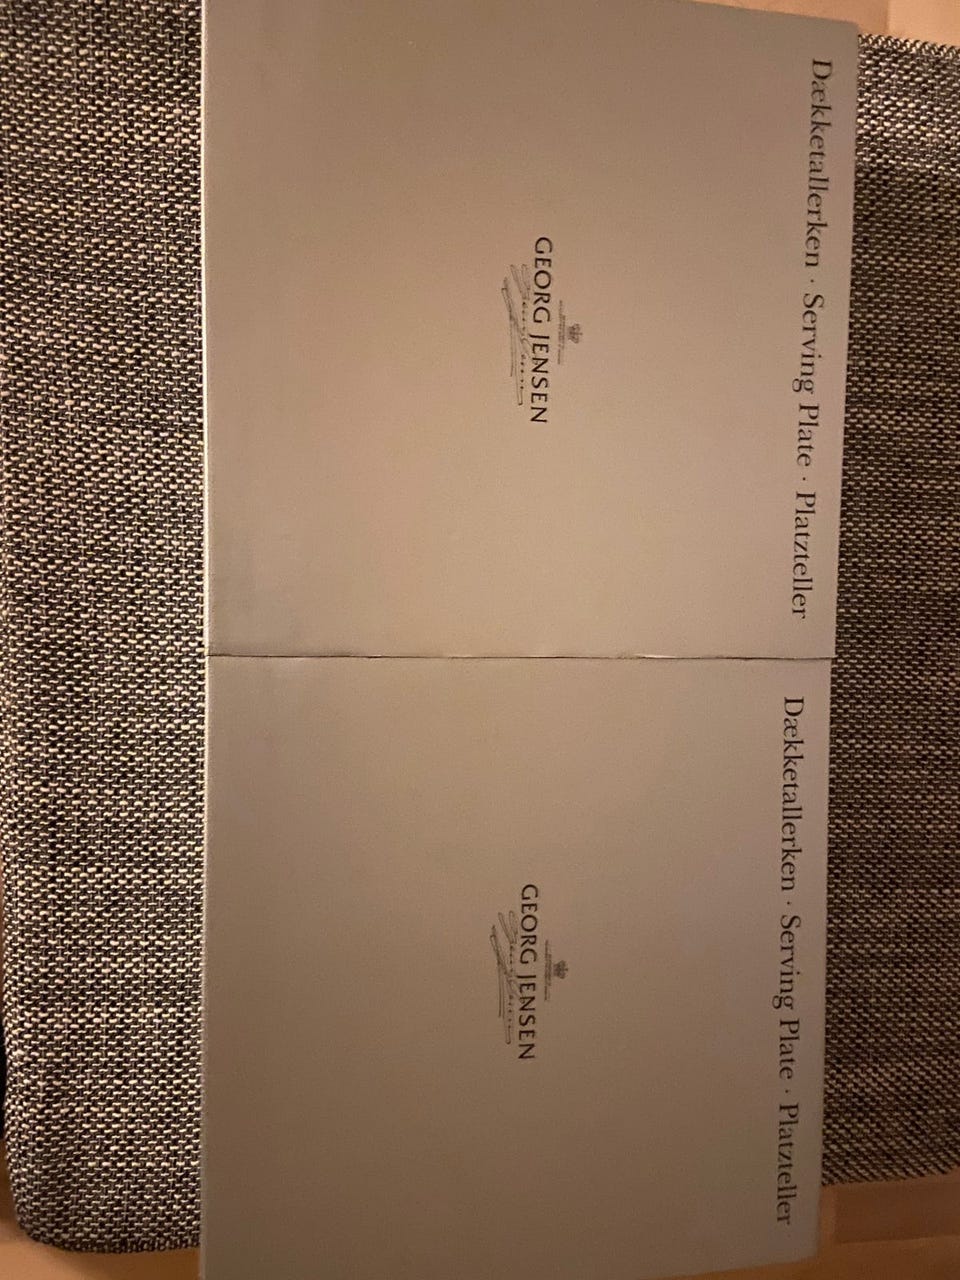 Dækketallerken · Serving Plate · Platzteller
GEORG JENSEN
Dækketallerken · Serving Plate · Platzteller
GEORG JENSEN